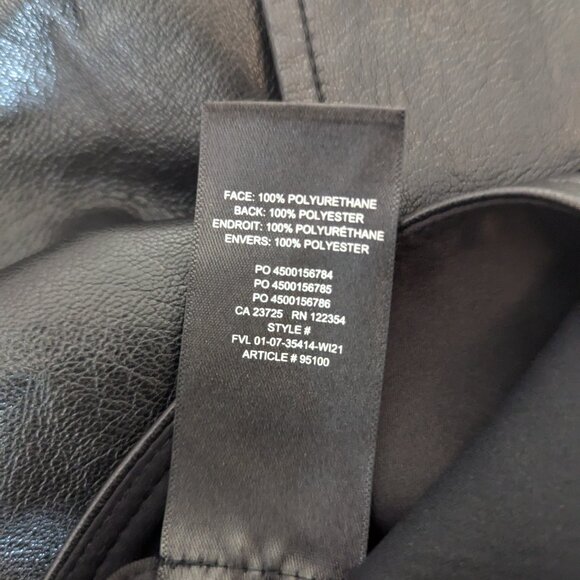 FACE: 100% POLYURETHANE
BACK: 100% POLYESTER
ENDROIT: 100% POLYURÉTHANE
ENVERS: 100% POLYESTER
PO 4500156784
PO 4500156785
PO 4500156786
CA 23725 RN 122354
STYLE #
FVL 01-07-35414-WI21
ARTICLE # 95100